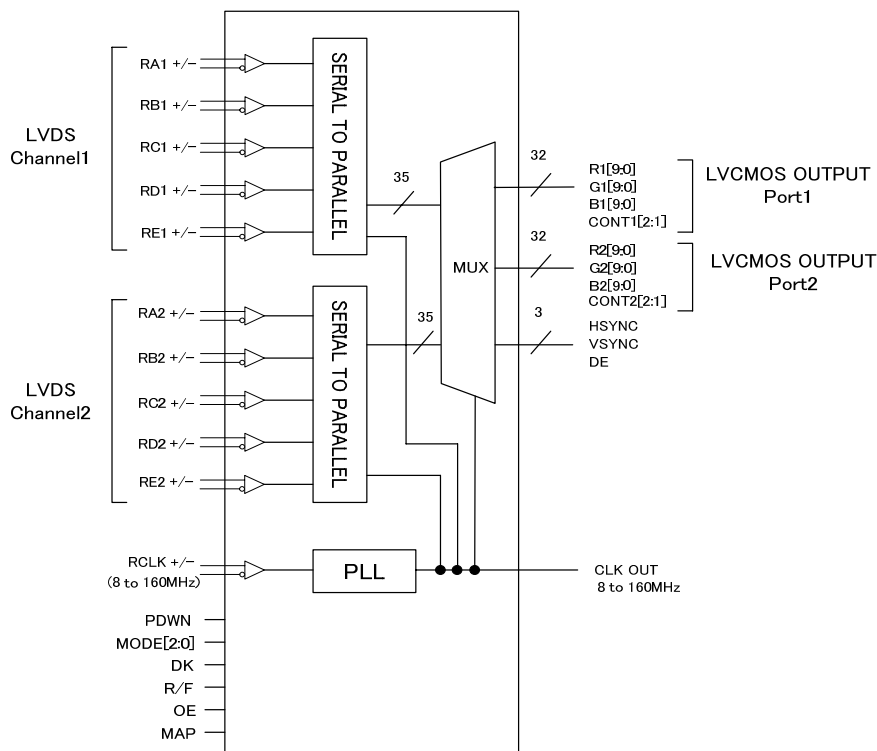 LVDS
Channel1
RA1 +/−
RB1 +/−
RC1 +/−
RD1 +/−
RE1 +/−
SERIAL TO PARALLEL
35
LVDS
Channel2
RA2 +/−
RB2 +/−
RC2 +/−
RD2 +/−
RE2 +/−
SERIAL TO PARALLEL
35
MUX
32
R1[9:0]
G1[9:0]
B1[9:0]
CONT1[2:1]
LVCMOS OUTPUT
Port1
32
R2[9:0]
G2[9:0]
B2[9:0]
CONT2[2:1]
LVCMOS OUTPUT
Port2
3
HSYNC
VSYNC
DE
RCLK +/−
(8 to 160MHz)
PLL
CLK OUT
8 to 160MHz
PDWN
MODE[2:0]
DK
R/F
OE
MAP